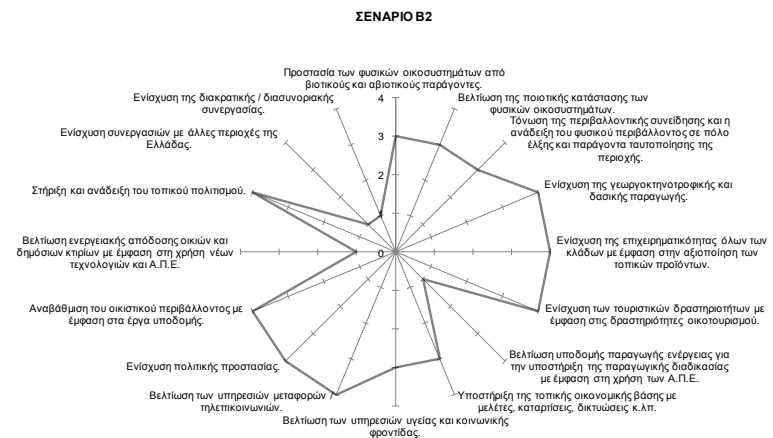 ΣΕΝΑΡΙΟ Β2
Προστασία των φυσικών οικοσυστημάτων από
βιοτικούς και αβιοτικούς παράγοντες.
Βελτίωση της ποιοτικής κατάστασης των
φυσικών οικοσυστημάτων.
Τόνωση της περιβαλλοντικής συνείδησης και η
ανάδειξη του φυσικού περιβάλλοντος σε πόλο
έλξης και παράγοντα ταυτοποίησης της
περιοχής.
Ενίσχυση της γεωργοκτηνοτροφικής και
δασικής παραγωγής.
Ενίσχυση της επιχειρηματικότητας όλων των
κλάδων με έμφαση στην αξιοποίηση των
τοπικών προϊόντων.
Ενίσχυση των τουριστικών δραστηριοτήτων με
έμφαση στις δραστηριότητες οικοτουρισμού.
Βελτίωση υποδομής παραγωγής ενέργειας για
την υποστήριξη της παραγωγικής διαδικασίας
με έμφαση στη χρήση των Α.Π.Ε.
Υποστήριξη της τοπικής οικονομικής βάσης με
μελέτες, καταρτίσεις, δικτυώσεις κ.λπ.
Βελτίωση των υπηρεσιών υγείας και κοινωνικής
φροντίδας.
Βελτίωση των υπηρεσιών μεταφορών /
τηλεπικοινωνιών.
Ενίσχυση πολιτικής προστασίας.
Αναβάθμιση του οικιστικού περιβάλλοντος με
έμφαση στα έργα υποδομής.
Βελτίωση ενεργειακής απόδοσης οικιών και
δημόσιων κτιρίων με έμφαση στη χρήση νέων
τεχνολογιών και Α.Π.Ε.
Στήριξη και ανάδειξη του τοπικού πολιτισμού.
Ενίσχυση συνεργασιών με άλλες περιοχές της
Ελλάδας.
Ενίσχυση της διακρατικής / διασυνοριακής
συνεργασίας.
4
3
2
1
0